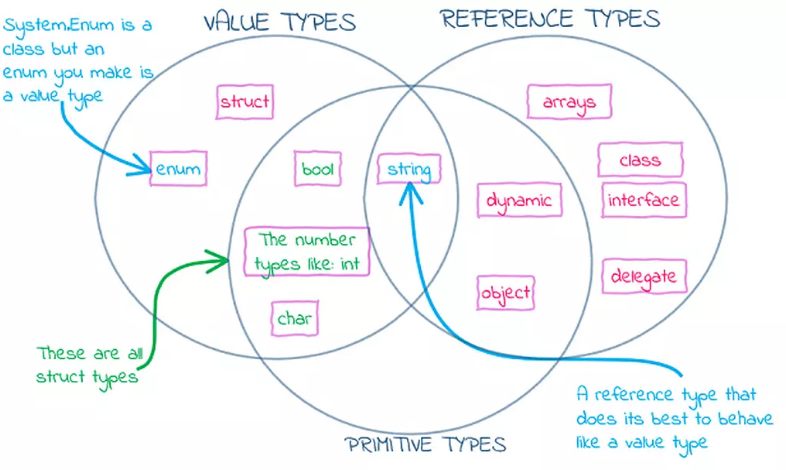 VALUE TYPES
REFERENCE TYPES
System.Enum is a
class but an
enum you make is
a value type
struct
arrays
enum
bool
string
class
dynamic
interface
The number
types like: int
object
delegate
char
These are all
struct types
A reference type that
does its best to behave
like a value type
PRIMITIVE TYPES